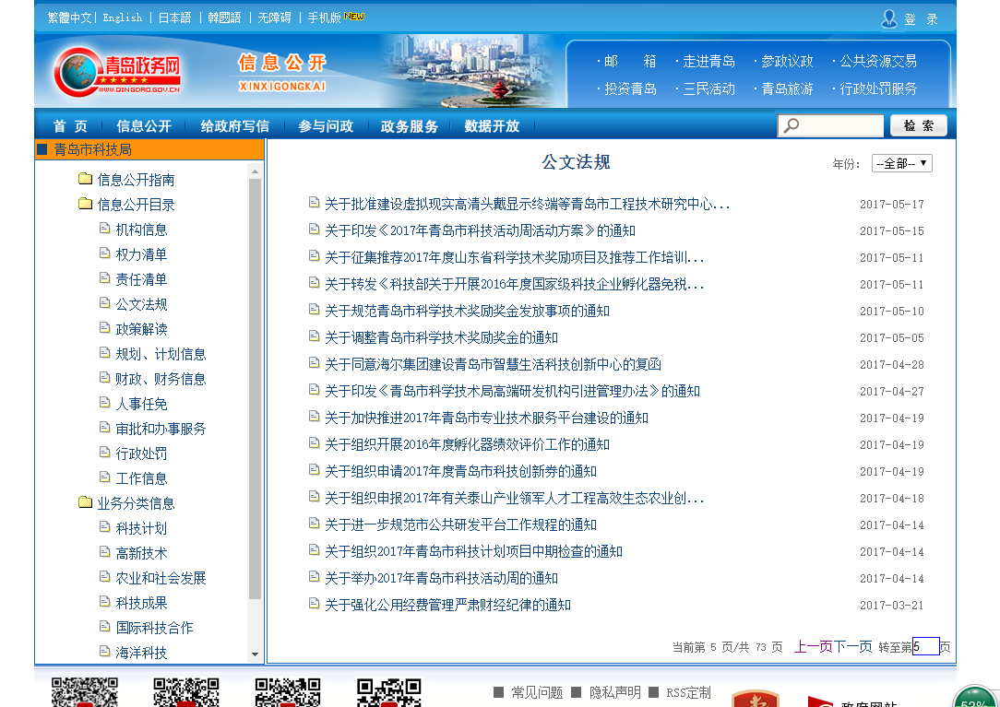 繁體中文| English | 日本語 | 韓國語 | 无障碍 | 手机版 NEW
登 录
青岛政务网
WWW.QINGDAO.GOV.CN
信息公开
XINXIGONGKAI
·邮 箱 ·走进青岛 ·参政议政 ·公共资源交易
·投资青岛 ·三民活动 ·青岛旅游 ·行政处罚服务
首 页 信息公开 给政府写信 参与问政 政务服务 数据开放
检 索
青岛市科技局
信息公开指南
信息公开目录
机构信息
权力清单
责任清单
公文法规
政策解读
规划、计划信息
财政、财务信息
人事任免
审批和办事服务
行政处罚
工作信息
业务分类信息
科技计划
高新技术
农业和社会发展
科技成果
国际科技合作
海洋科技
公文法规
年份: --全部--
关于批准建设虚拟现实高清头戴显示终端等青岛市工程技术研究中心... 2017-05-17
关于印发《2017年青岛市科技活动周活动方案》的通知 2017-05-15
关于征集推荐2017年度山东省科学技术奖励项目及推荐工作培训... 2017-05-11
关于转发《科技部关于开展2016年度国家级科技企业孵化器免税... 2017-05-11
关于规范青岛市科学技术奖励奖金发放事项的通知 2017-05-10
关于调整青岛市科学技术奖励奖金的通知 2017-05-05
关于同意海尔集团建设青岛市智慧生活科技创新中心的复函 2017-04-28
关于印发《青岛市科学技术局高端研发机构引进管理办法》的通知 2017-04-27
关于加快推进2017年青岛市专业技术服务平台建设的通知 2017-04-19
关于组织开展2016年度孵化器绩效评价工作的通知 2017-04-19
关于组织申请2017年度青岛市科技创新券的通知 2017-04-19
关于组织申报2017年有关泰山产业领军人才工程高效生态农业创... 2017-04-18
关于进一步规范市公共研发平台工作规程的通知 2017-04-14
关于组织2017年青岛市科技计划项目中期检查的通知 2017-04-14
关于举办2017年青岛市科技活动周的通知 2017-04-14
关于强化公用经费管理严肃财经纪律的通知 2017-03-21
当前第 5 页/共 73 页 上一页下一页 转至第5页
常见问题 隐私声明 RSS定制
政府网站
52%